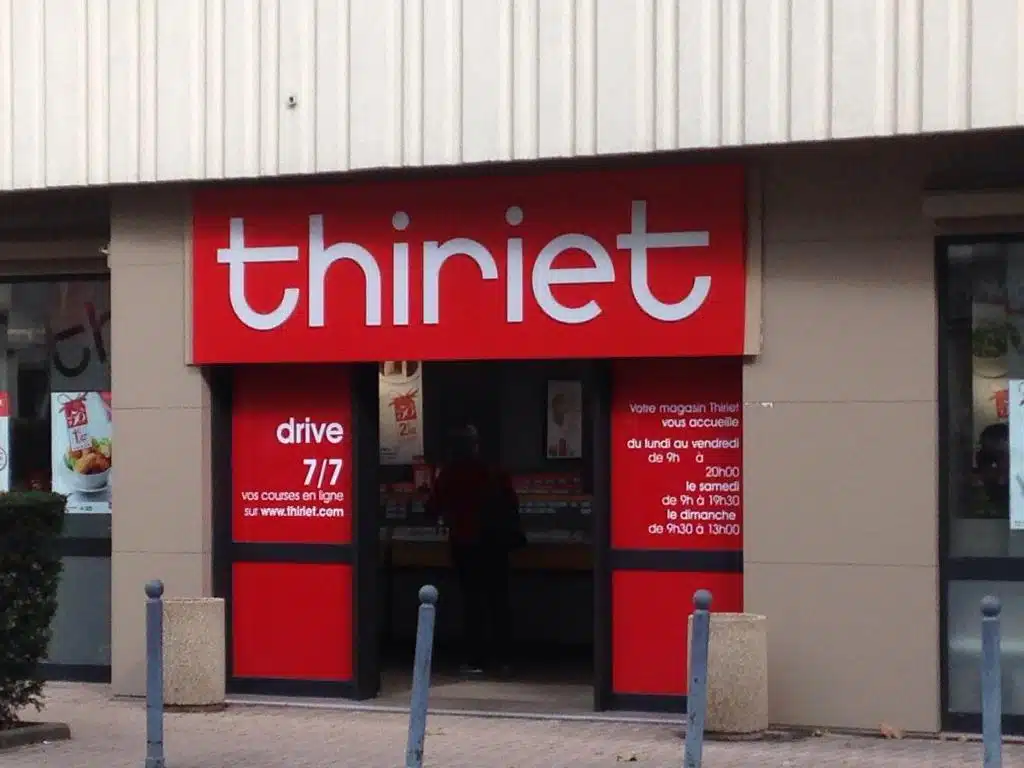 thiriet
drive
7/7
vos courses en ligne
sur www.thiriet.com
Votre magasin Thiriet
vous accueille
du lundi au vendredi
de 9h à
20h00
le samedi
de 9h à 19h30
le dimanche
de 9h30 à 13h00